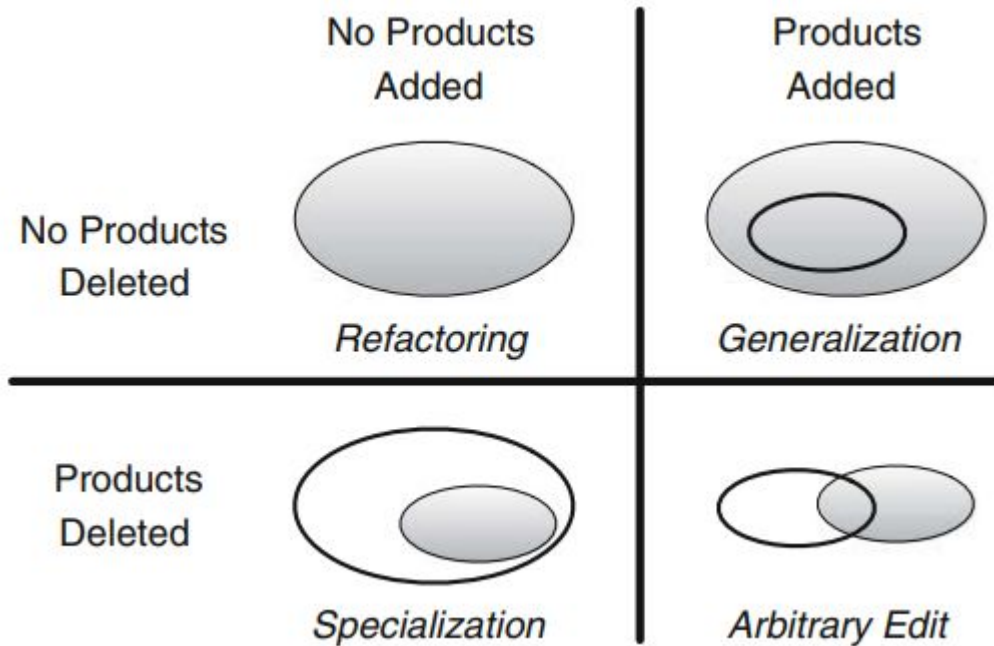 No Products
Added
Products
Added
No Products
Deleted
Refactoring
Generalization
Products
Deleted
Specialization
Arbitrary Edit